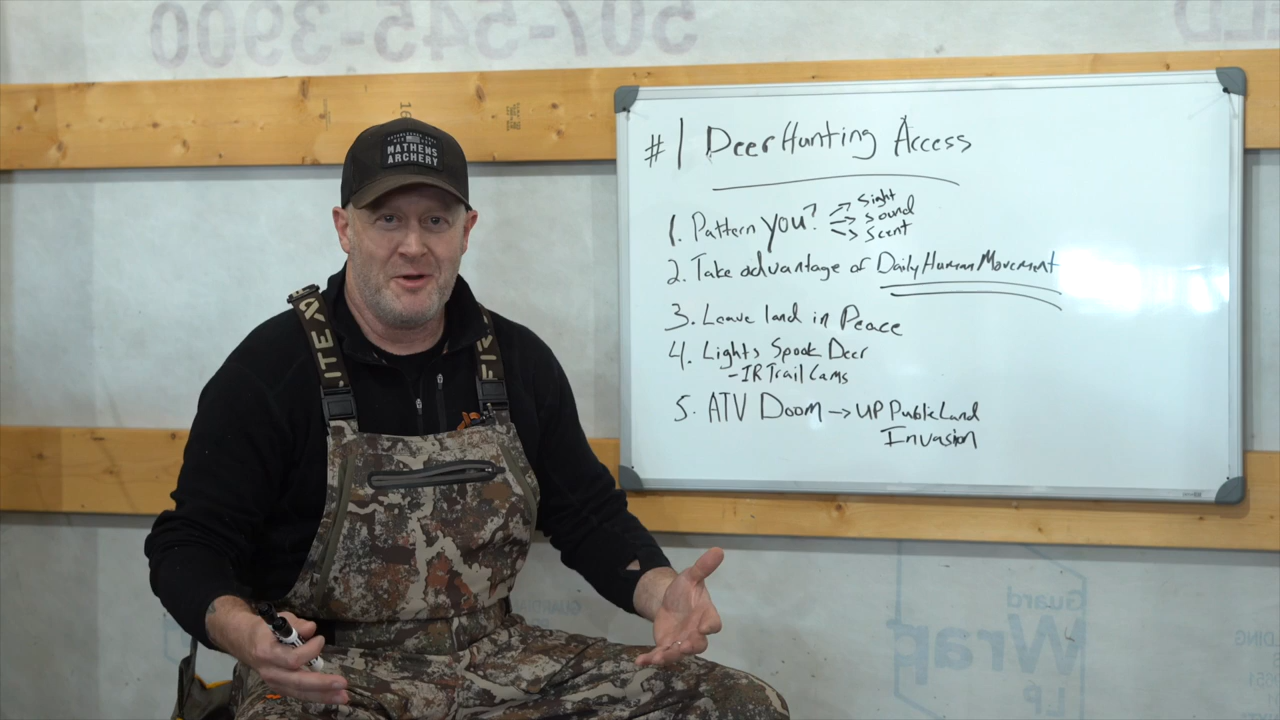 507-545-3900
#1 Deer Hunting Access
1. Pattern you? → Sight
→ Sound
→ Scent
2. Take advantage of Daily Human Movement
3. Leave land in Peace
4. Lights Spook Deer
- IR Trail Cams
5. ATV Doom → UP Public Land
Invasion
MATHEWS
ARCHERY
Guard
Wrap
LP